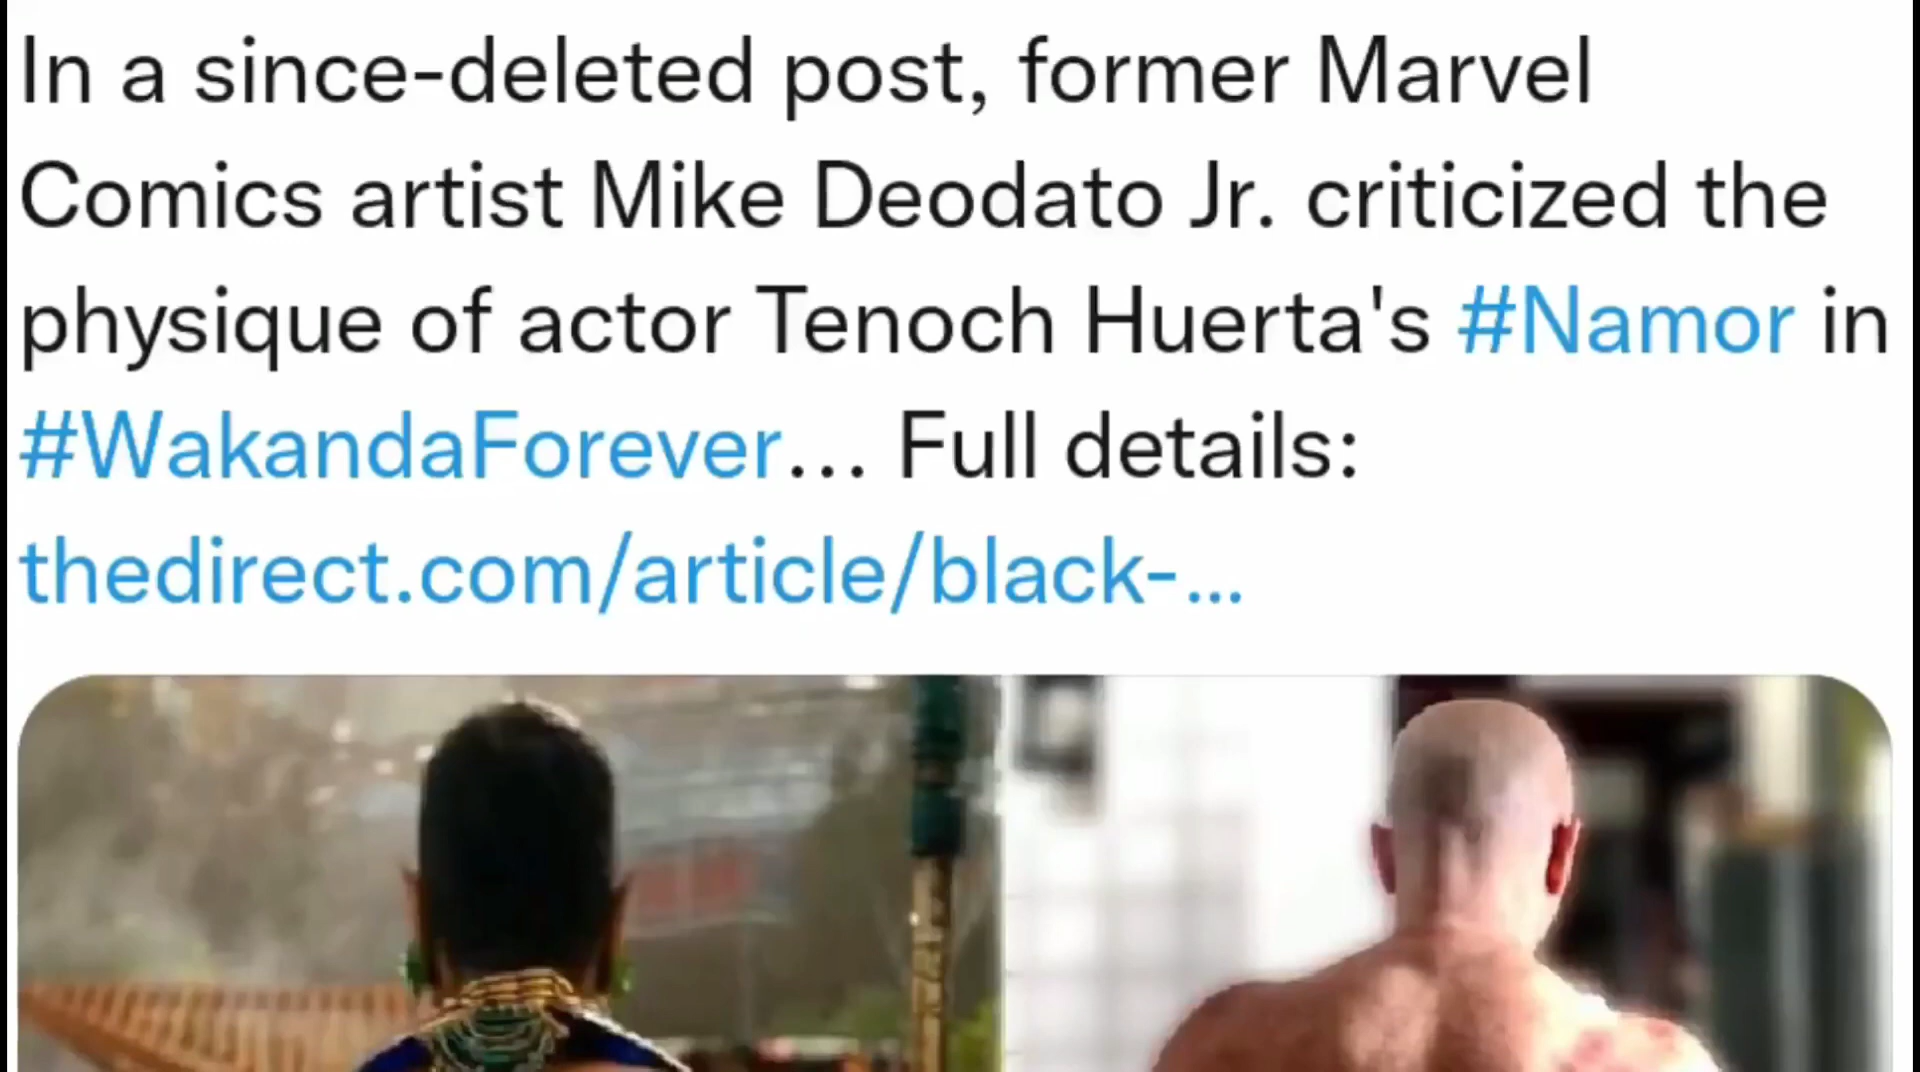 In a since-deleted post, former Marvel
Comics artist Mike Deodato Jr. criticized the
physique of actor Tenoch Huerta's #Namor in
#WakandaForever... Full details:
thedirect.com/article/black-...